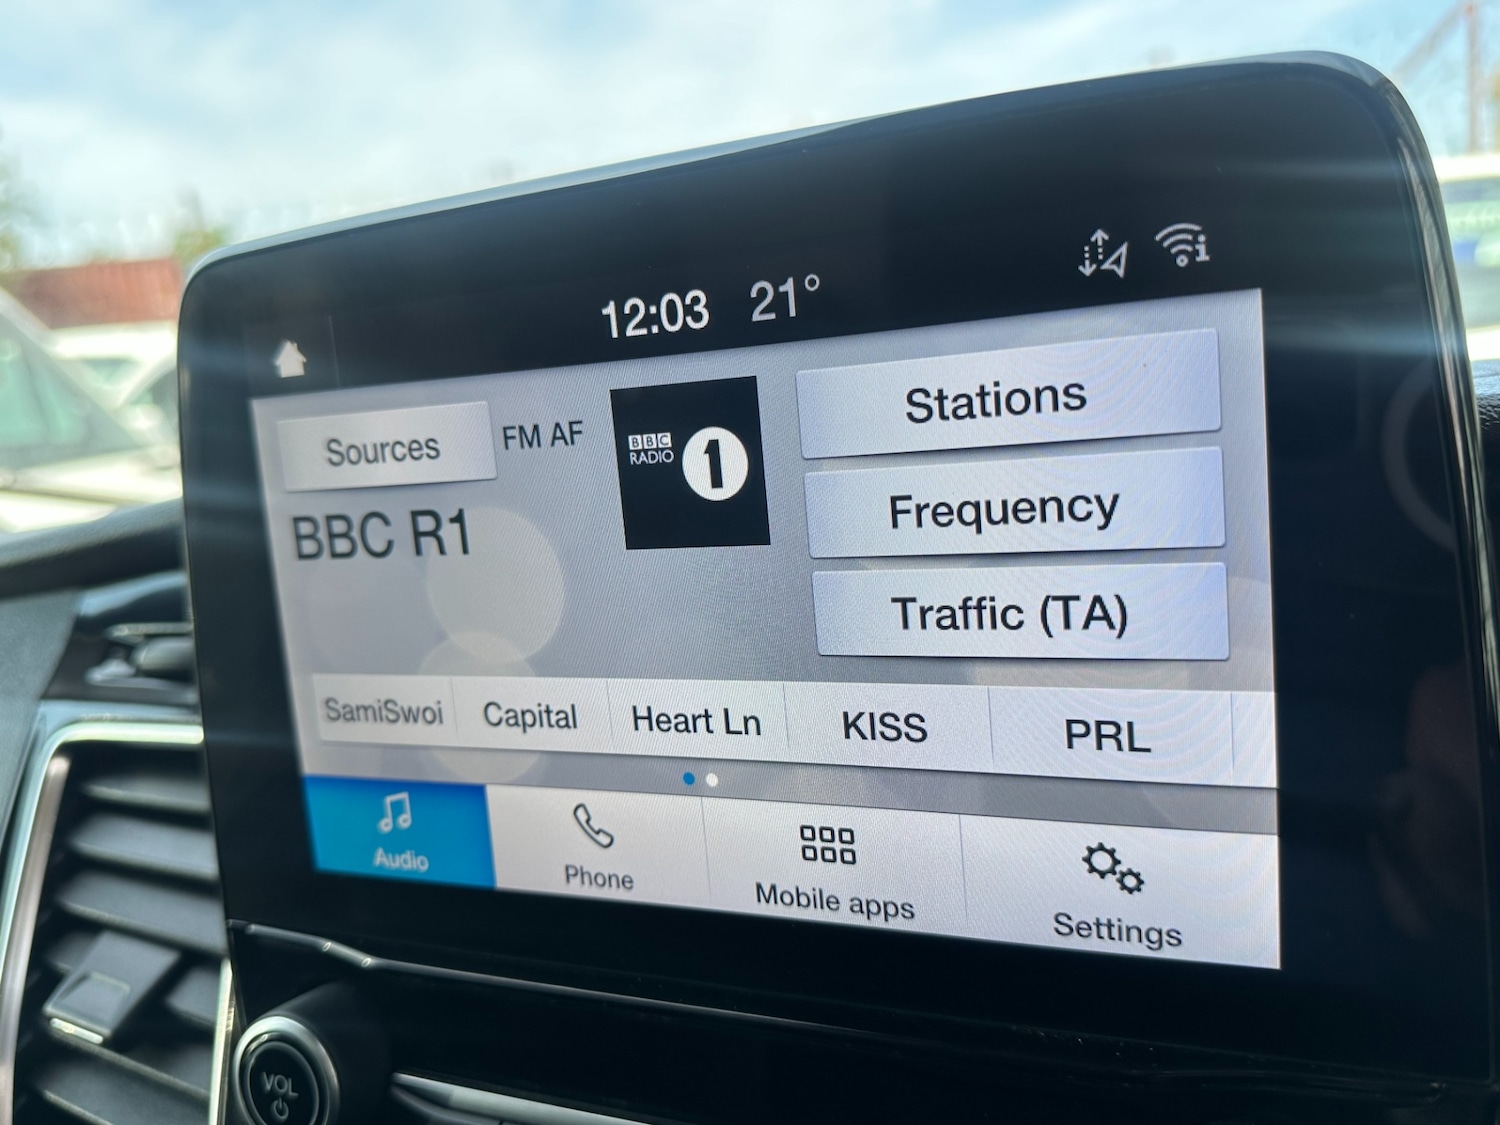 12:03 21°
Sources
FM AF
BBC
RADIO
1
BBC R1
Stations
Frequency
Traffic (TA)
SamiSwoi
Capital
Heart Ln
KISS
PRL
Audio
Phone
Mobile apps
Settings
VOL